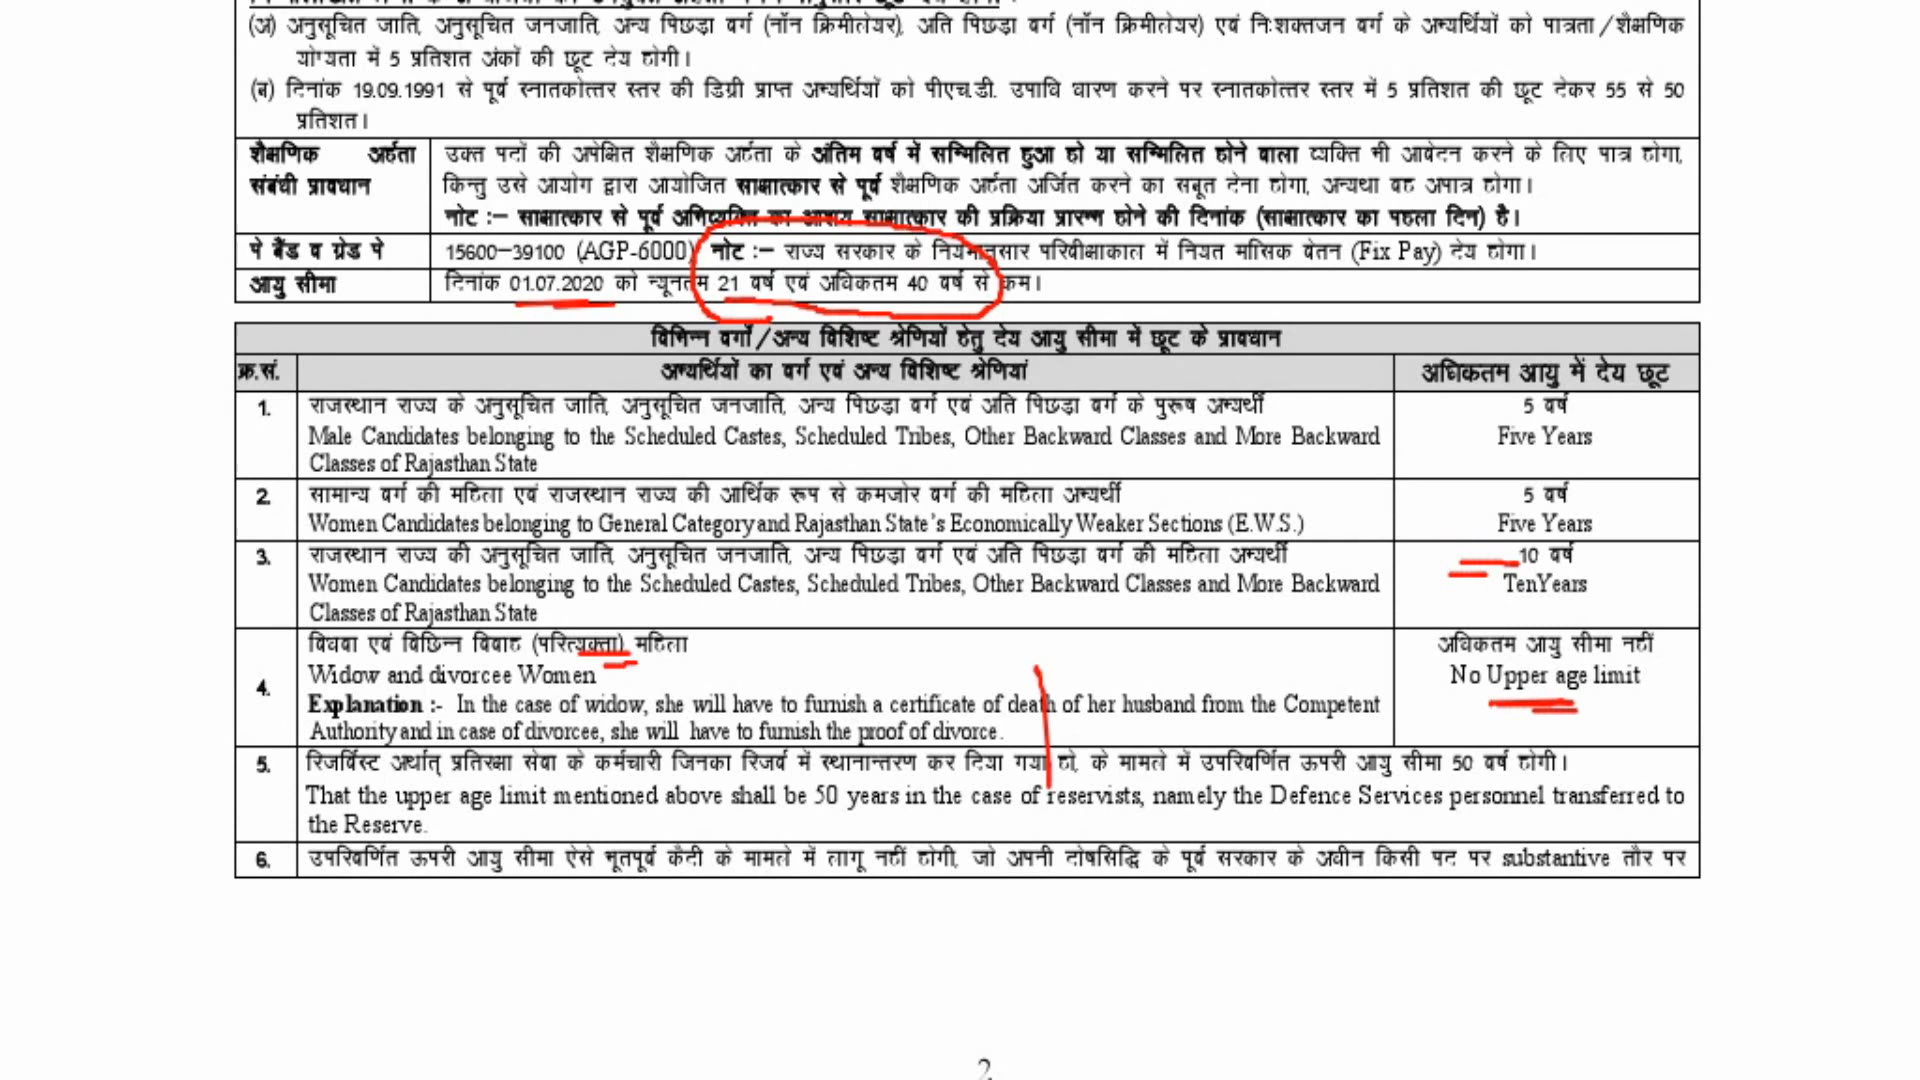 (अ) अनुसूचित जाति, अनुसूचित जनजाति, अन्य पिछड़ा वर्ग (नॉन क्रिमीलेयर), अति पिछड़ा वर्ग (नॉन क्रिमीलेयर) एवं निःशक्तजन वर्ग के अभ्यर्थियों को पात्रता/शैक्षणिक
योग्यता में 5 प्रतिशत अंकों की छूट देय होगी।
(ब) दिनांक 19.09.1991 से पूर्व स्नातकोत्तर स्तर की डिग्री प्राप्त अभ्यर्थियों को पीएच.डी. उपाधि धारण करने पर स्नातकोत्तर स्तर में 5 प्रतिशत की छूट देकर 55 से 50
प्रतिशत।
शैक्षणिक अर्हता संबंधी प्रावधान
उक्त पदों की अपेक्षित शैक्षणिक अर्हता के अंतिम वर्ष में सम्मिलित हुआ हो या सम्मिलित होने वाला व्यक्ति भी आवेदन करने के लिए पात्र होगा,
किन्तु उसे आयोग द्वारा आयोजित साक्षात्कार से पूर्व शैक्षणिक अर्हता अर्जित करने का सबूत देना होगा, अन्यथा वह अपात्र होगा।
नोट :– साक्षात्कार से पूर्व अभिव्यक्ति का आशय साक्षात्कार की प्रक्रिया प्रारम्भ होने की दिनांक (साक्षात्कार का पहला दिन) है।
पे बैंड व ग्रेड पे 15600–39100 (AGP-6000) नोट :– राज्य सरकार के नियमानुसार परिवीक्षाकाल में नियत मासिक वेतन (Fix Pay) देय होगा।
आयु सीमा दिनांक 01.07.2020 को न्यूनतम 21 वर्ष एवं अधिकतम 40 वर्ष से कम।
विभिन्न वर्गों/अन्य विशिष्ट श्रेणियों हेतु देय आयु सीमा में छूट के प्रावधान
क्र.सं. अभ्यर्थियों का वर्ग एवं अन्य विशिष्ट श्रेणियां अधिकतम आयु में देय छूट
1. राजस्थान राज्य के अनुसूचित जाति, अनुसूचित जनजाति, अन्य पिछड़ा वर्ग एवं अति पिछड़ा वर्ग के पुरूष अभ्यर्थी 5 वर्ष
Male Candidates belonging to the Scheduled Castes, Scheduled Tribes, Other Backward Classes and More Backward Five Years
Classes of Rajasthan State
2. सामान्य वर्ग की महिला एवं राजस्थान राज्य की आर्थिक रूप से कमजोर वर्ग की महिला अभ्यर्थी 5 वर्ष
Women Candidates belonging to General Category and Rajasthan State's Economically Weaker Sections (E.W.S.) Five Years
3. राजस्थान राज्य की अनुसूचित जाति, अनुसूचित जनजाति, अन्य पिछड़ा वर्ग एवं अति पिछड़ा वर्ग की महिला अभ्यर्थी 10 वर्ष
Women Candidates belonging to the Scheduled Castes, Scheduled Tribes, Other Backward Classes and More Backward TenYears
Classes of Rajasthan State
4. विधवा एवं विछिन्न विवाह (परित्यक्ता) महिला अधिकतम आयु सीमा नहीं
Widow and divorcee Women No Upper age limit
Explanation :- In the case of widow, she will have to furnish a certificate of death of her husband from the Competent
Authority and in case of divorcee, she will have to furnish the proof of divorce.
5. रिजर्विस्ट अर्थात् प्रतिरक्षा सेवा के कर्मचारी जिनका रिजर्व में स्थानान्तरण कर दिया गया हो, के मामले में उपरिवर्णित ऊपरी आयु सीमा 50 वर्ष होगी।
That the upper age limit mentioned above shall be 50 years in the case of reservists, namely the Defence Services personnel transferred to
the Reserve.
6. उपरिवर्णित ऊपरी आयु सीमा ऐसे भूतपूर्व कैदी के मामले में लागू नहीं होगी, जो अपनी दोषसिद्धि के पूर्व सरकार के अधीन किसी पद पर substantive तौर पर
2